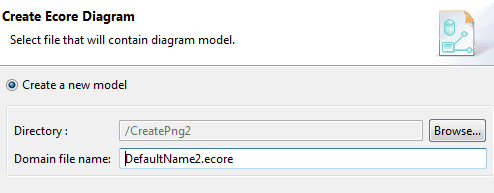 Create Ecore Diagram
Select file that will contain diagram model.
Create a new model
Directory : /CreatePng2 Browse...
Domain file name: DefaultName2.ecore